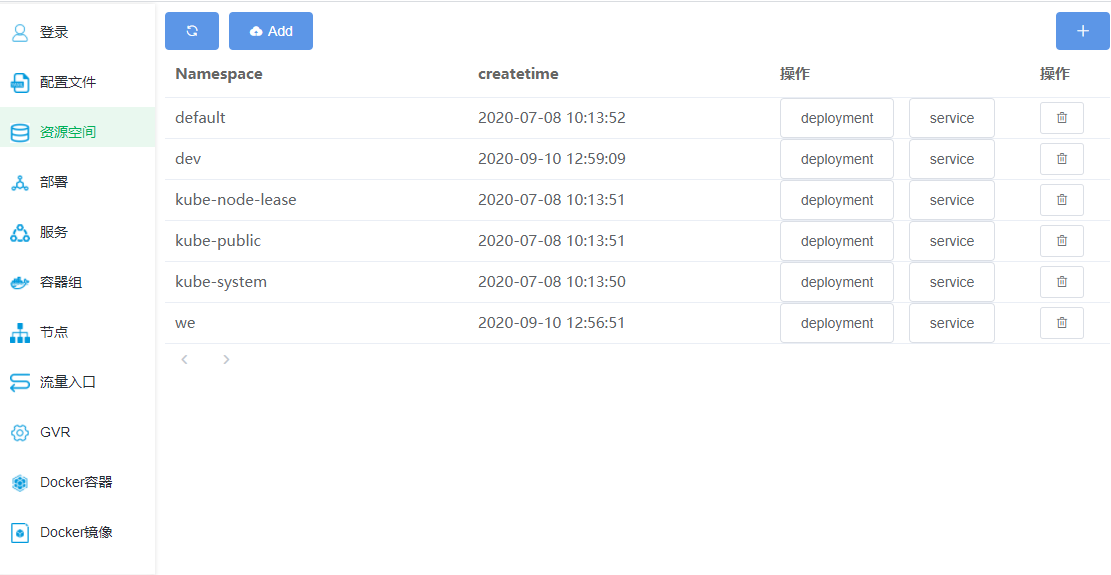 登录
配置文件
资源空间
部署
服务
容器组
节点
流量入口
GVR
Docker容器
Docker镜像
Add
Namespace createtime 操作 操作
default 2020-07-08 10:13:52 deployment service
dev 2020-09-10 12:59:09 deployment service
kube-node-lease 2020-07-08 10:13:51 deployment service
kube-public 2020-07-08 10:13:51 deployment service
kube-system 2020-07-08 10:13:50 deployment service
we 2020-09-10 12:56:51 deployment service